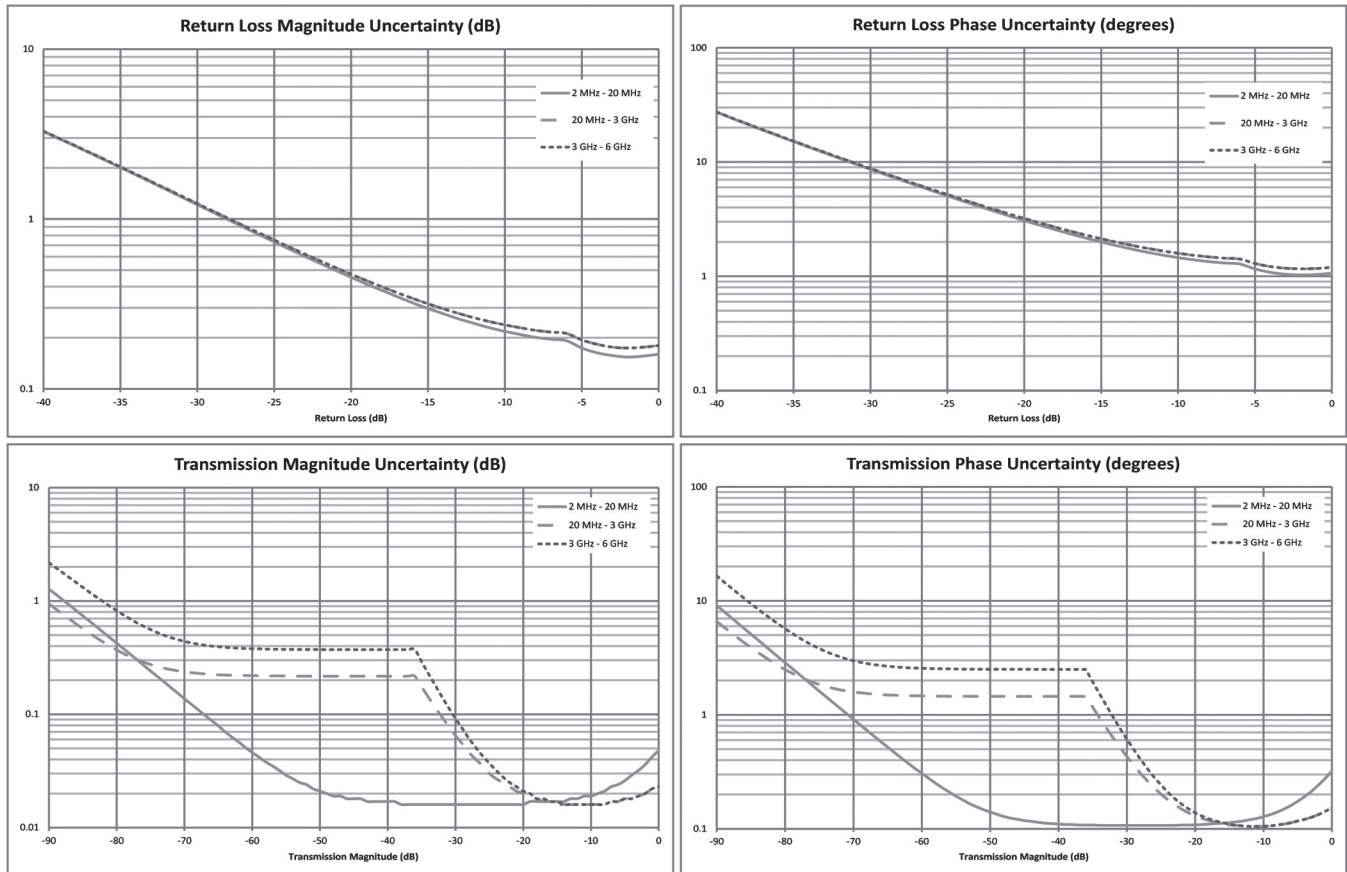 Return Loss Magnitude Uncertainty (dB)
10
1
0.1
2 MHz - 20 MHz
20 MHz - 3 GHz
3 GHz - 6 GHz
-40 -35 -30 -25 -20 -15 -10 -5 0
Return Loss (dB)
Return Loss Phase Uncertainty (degrees)
100
10
1
0.1
2 MHz - 20 MHz
20 MHz - 3 GHz
3 GHz - 6 GHz
-40 -35 -30 -25 -20 -15 -10 -5 0
Return Loss (dB)
Transmission Magnitude Uncertainty (dB)
10
1
0.1
0.01
2 MHz - 20 MHz
20 MHz - 3 GHz
3 GHz - 6 GHz
-90 -80 -70 -60 -50 -40 -30 -20 -10 0
Transmission Magnitude (dB)
Transmission Phase Uncertainty (degrees)
100
10
1
0.1
2 MHz - 20 MHz
20 MHz - 3 GHz
3 GHz - 6 GHz
-90 -80 -70 -60 -50 -40 -30 -20 -10 0
Transmission Magnitude (dB)